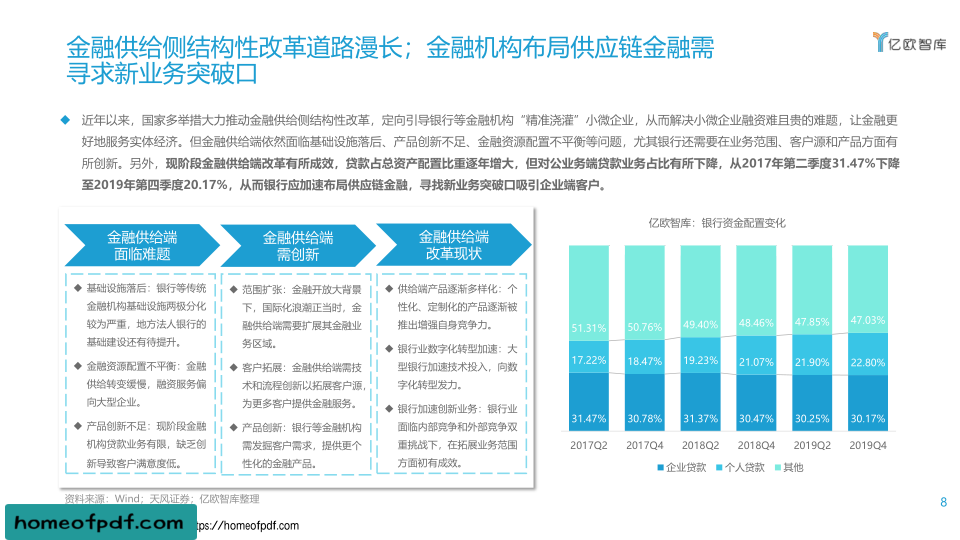 金融供给侧结构性改革道路漫长；金融机构布局供应链金融需
寻求新业务突破口
亿欧智库
◆ 近年以来，国家多举措大力推动金融供给侧结构性改革，定向引导银行等金融机构“精准浇灌”小微企业，从而解决小微企业融资难且贵的难题，让金融更
好地服务实体经济。但金融供给端依然面临基础设施落后、产品创新不足、金融资源配置不平衡等问题，尤其银行还需要在业务范围、客户源和产品方面有
所创新。另外，现阶段金融供给端改革有所成效，贷款占总资产配置比重逐年增大，但对公业务端贷款业务占比有所下降，从2017年第二季度31.47%下降
至2019年第四季度20.17%，从而银行应加速布局供应链金融，寻找新业务突破口吸引企业端客户。
金融供给端
面临难题
◆ 基础设施落后：银行等传统
金融机构基础设施两极分化
较为严重，地方法人银行的
基础建设还有待提升。
◆ 金融资源配置不平衡：金融
供给转变缓慢，融资服务偏
向大型企业。
◆ 产品创新不足：现阶段金融
机构贷款业务有限，缺乏创
新导致客户满意度低。
金融供给端
需创新
◆ 范围扩张：金融开放大背景
下，国际化浪潮正当时，金
融供给端需要扩展其金融业
务区域。
◆ 客户拓展：金融供给端需技
术和流程创新以拓展客户源，
为更多客户提供金融服务。
◆ 产品创新：银行等金融机构
需发掘客户需求，提供更个
性化的金融产品。
金融供给端
改革现状
◆ 供给端产品逐渐多样化：个
性化、定制化的产品逐渐被
推出增强自身竞争力。
◆ 银行业数字化转型加速：大
型银行加速技术投入，向数
字化转型发力。
◆ 银行加速创新业务：银行业
面临内部竞争和外部竞争双
重挑战下，在拓展业务范围
方面初有成效。
亿欧智库：银行资金配置变化
51.31% 50.76% 49.40% 48.46% 47.85% 47.03%
17.22% 18.47% 19.23% 21.07% 21.90% 22.80%
31.47% 30.78% 31.37% 30.47% 30.25% 30.17%
2017Q2 2017Q4 2018Q2 2018Q4 2019Q2 2019Q4
企业贷款 个人贷款 其他
资料来源：Wind；天风证券；亿欧智库整理
8
homeofpdf.com
ttps://homeofpdf.com